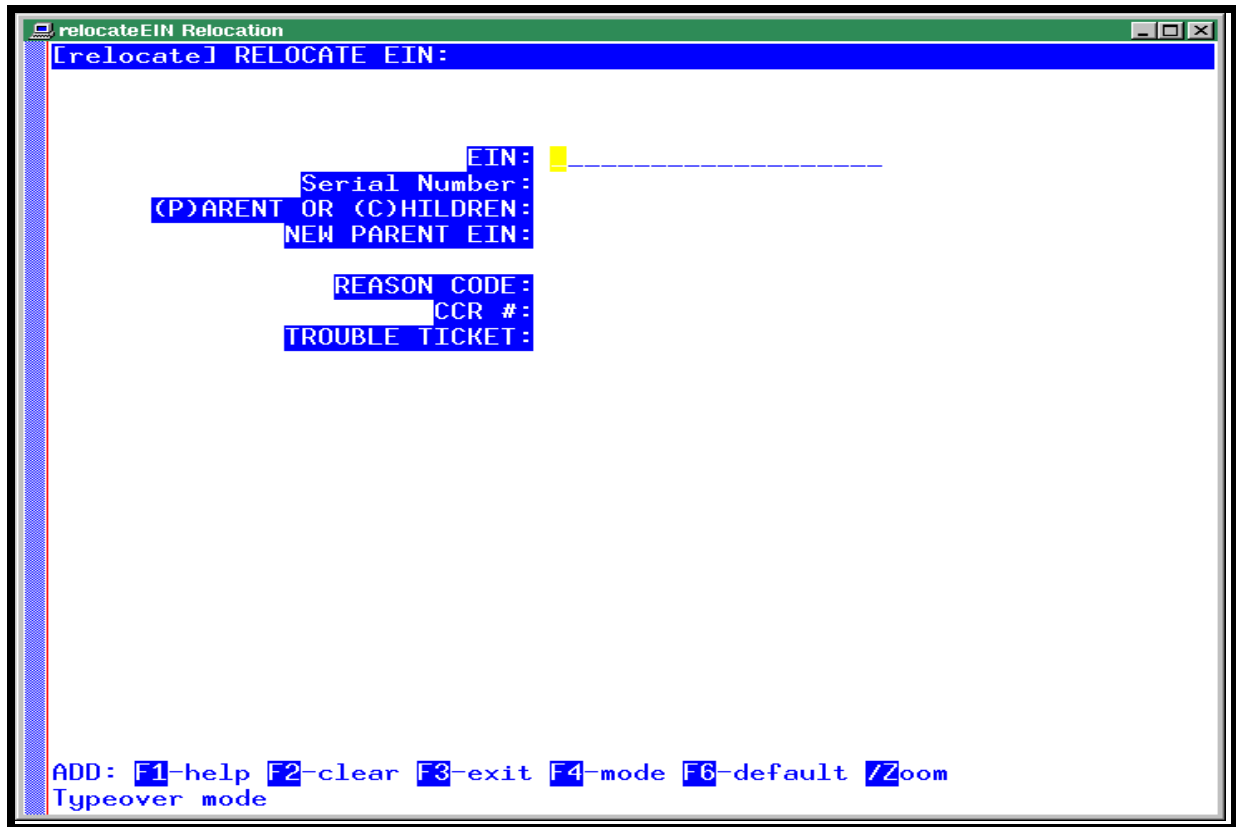 relocateEIN Relocation
[relocate] RELOCATE EIN:
EIN: ____________________
Serial Number:
(P)ARENT OR (C)HILDREN:
NEW PARENT EIN:
REASON CODE:
CCR #:
TROUBLE TICKET:
ADD: F1-help F2-clear F3-exit F4-mode F6-default /Zoom
Typeover mode